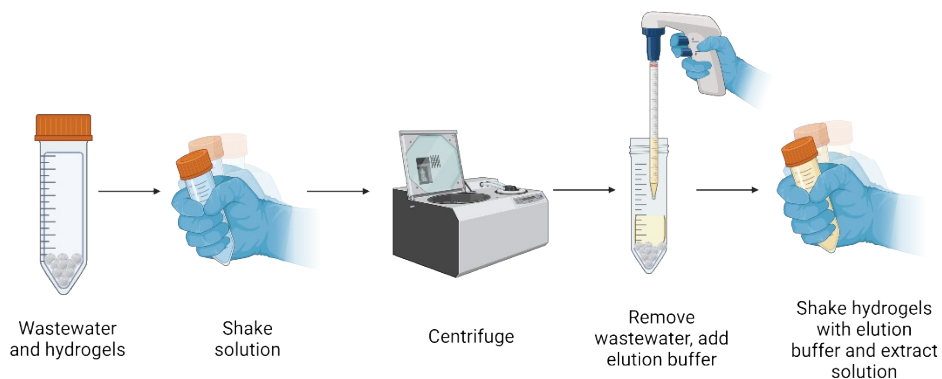 Wastewater
and hydrogels
Shake
solution
Centrifuge
Remove
wastewater, add
elution buffer
Shake hydrogels
with elution
buffer and extract
solution